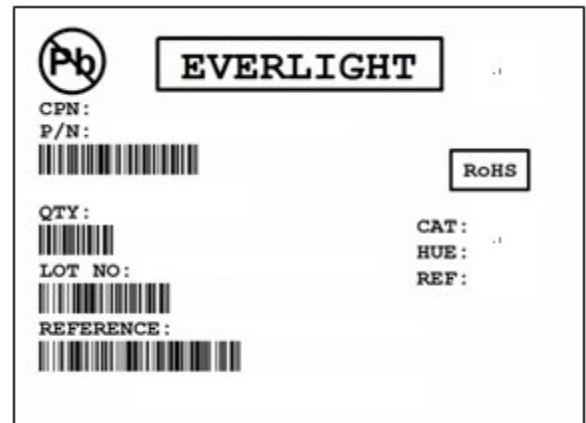 Pb
EVERLIGHT
CPN:
P/N:
RoHS
QTY:
CAT:
HUE:
LOT NO:
REF:
REFERENCE: